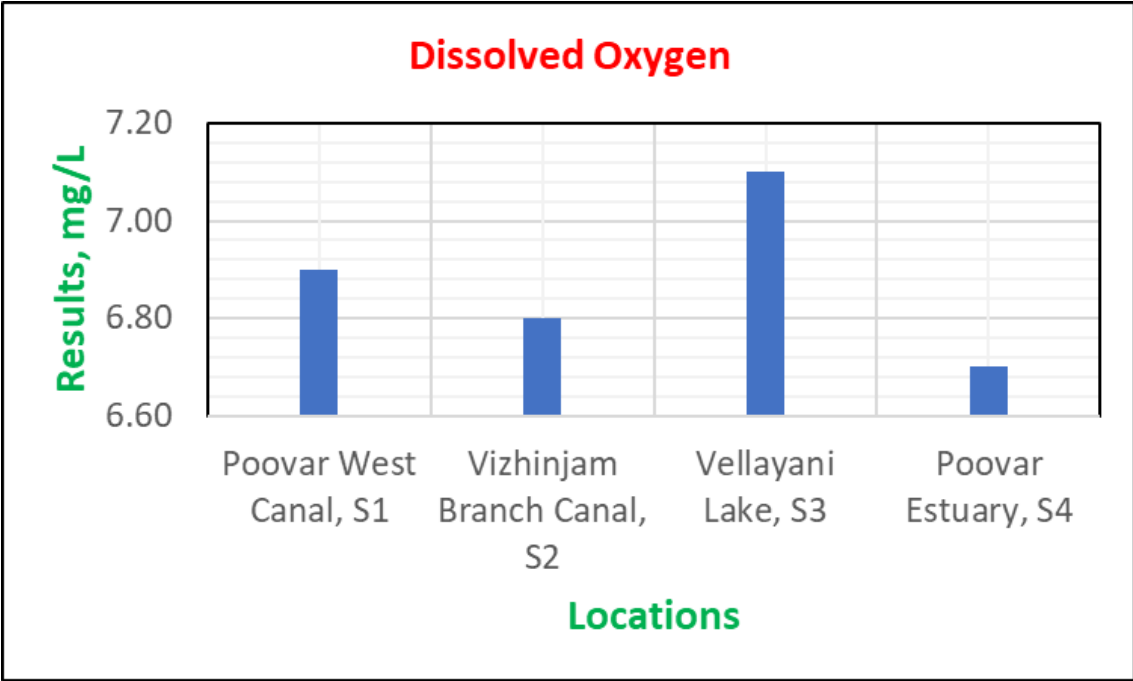 Dissolved Oxygen
Results, mg/L
7.20
7.00
6.80
6.60
Poovar West
Canal, S1
Vizhinjam
Branch Canal,
S2
Vellayani
Lake, S3
Poovar
Estuary, S4
Locations